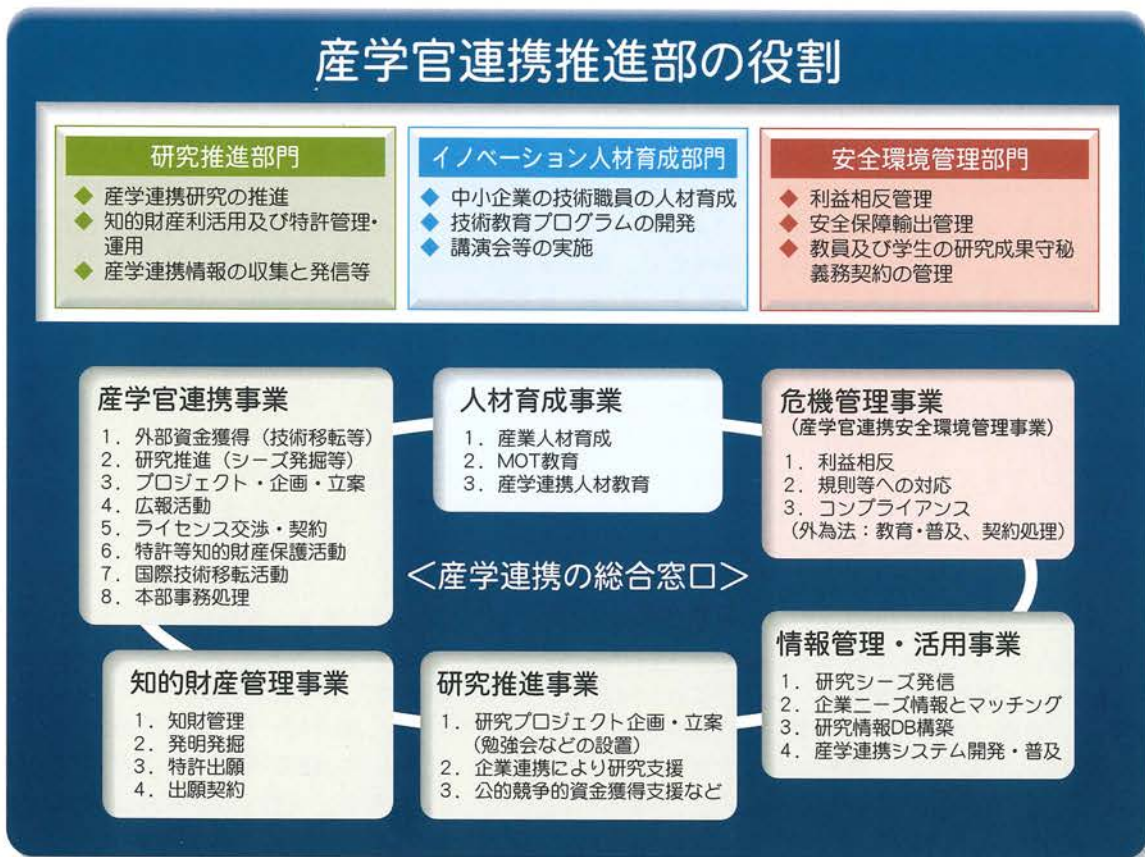 産学官連携推進部の役割
研究推進部門
◆ 産学連携研究の推進
◆ 知的財産利活用及び特許管理・
運用
◆ 産学連携情報の収集と発信等
イノベーション人材育成部門
◆ 中小企業の技術職員の人材育成
◆ 技術教育プログラムの開発
◆ 講演会等の実施
安全環境管理部門
◆ 利益相反管理
◆ 安全保障輸出管理
◆ 教員及び学生の研究成果守秘
義務契約の管理
産学官連携事業
1. 外部資金獲得(技術移転等)
2. 研究推進(シーズ発掘等)
3. プロジェクト・企画・立案
4. 広報活動
5. ライセンス交渉・契約
6. 特許等知的財産保護活動
7. 国際技術移転活動
8. 本部事務処理
人材育成事業
1. 産業人材育成
2. MOT教育
3. 産学連携人材教育
危機管理事業
(産学官連携安全環境管理事業)
1. 利益相反
2. 規則等への対応
3. コンプライアンス
(外為法:教育・普及、契約処理)
<産学連携の総合窓口>
知的財産管理事業
1. 知財管理
2. 発明発掘
3. 特許出願
4. 出願契約
研究推進事業
1. 研究プロジェクト企画・立案
(勉強会などの設置)
2. 企業連携により研究支援
3. 公的競争的資金獲得支援など
情報管理・活用事業
1. 研究シーズ発信
2. 企業ニーズ情報とマッチング
3. 研究情報DB構築
4. 産学連携システム開発・普及